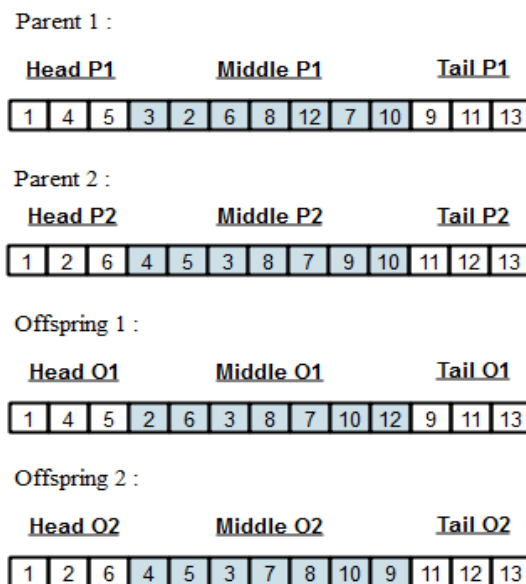 Parent 1 :
Head P1 Middle P1 Tail P1
1 4 5 3 2 6 8 12 7 10 9 11 13
Parent 2 :
Head P2 Middle P2 Tail P2
1 2 6 4 5 3 8 7 9 10 11 12 13
Offspring 1 :
Head O1 Middle O1 Tail O1
1 4 5 2 6 3 8 7 10 12 9 11 13
Offspring 2 :
Head O2 Middle O2 Tail O2
1 2 6 4 5 3 7 8 10 9 11 12 13